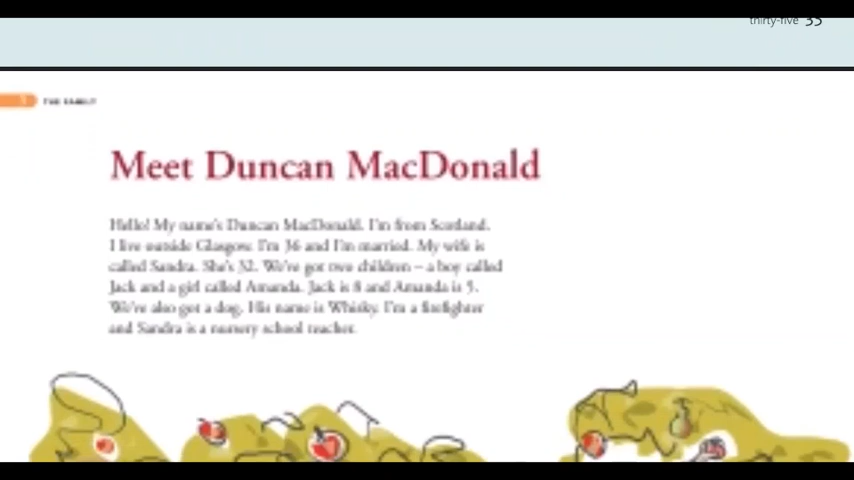 thirty-five 35
THE FAMILY
Meet Duncan MacDonald
Hello! My name's Duncan MacDonald. I'm from Scotland.
I live outside Glasgow. I'm 36 and I'm married. My wife is
called Sandra. She's 32. We've got two children – a boy called
Jack and a girl called Amanda. Jack is 8 and Amanda is 5.
We've also got a dog. His name is Whisky. I'm a firefighter
and Sandra is a nursery school teacher.